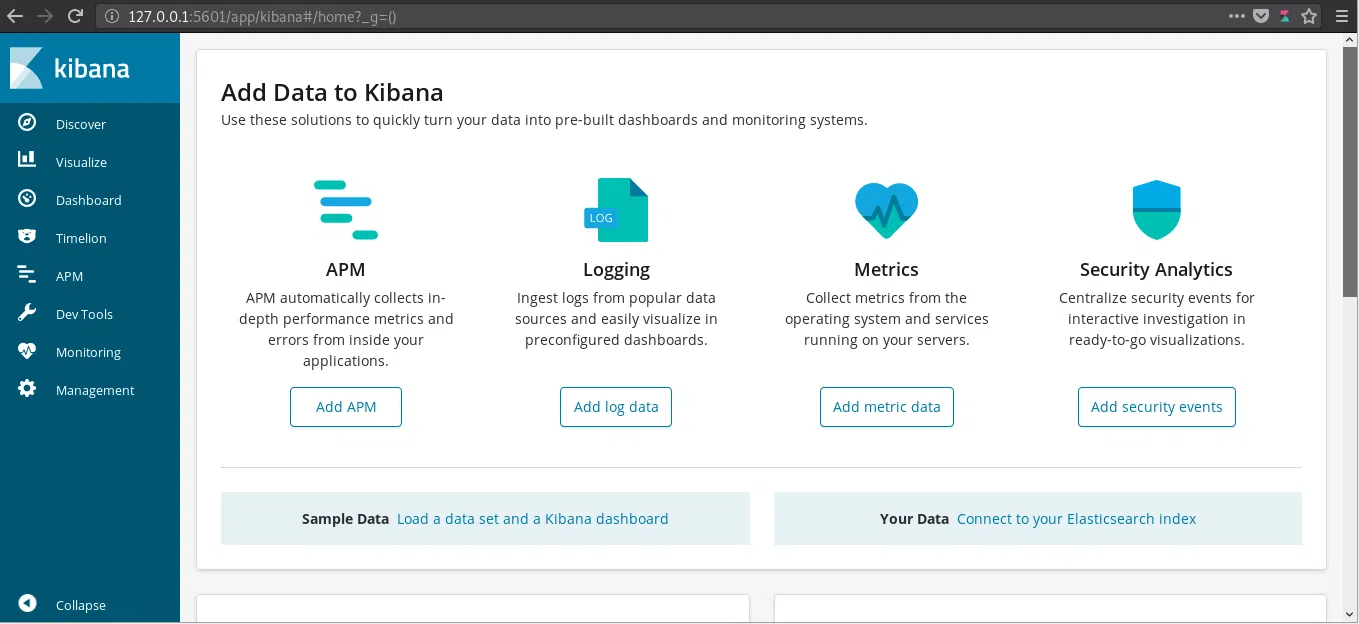 127.0.0.1:5601/app/kibana#/home?_g=()
kibana
Discover
Visualize
Dashboard
Timelion
APM
Dev Tools
Monitoring
Management
Collapse
Add Data to Kibana
Use these solutions to quickly turn your data into pre-built dashboards and monitoring systems.
APM
APM automatically collects in-
depth performance metrics and
errors from inside your
applications.
Add APM
LOG
Logging
Ingest logs from popular data
sources and easily visualize in
preconfigured dashboards.
Add log data
Metrics
Collect metrics from the
operating system and services
running on your servers.
Add metric data
Security Analytics
Centralize security events for
interactive investigation in
ready-to-go visualizations.
Add security events
Sample Data Load a data set and a Kibana dashboard
Your Data Connect to your Elasticsearch index